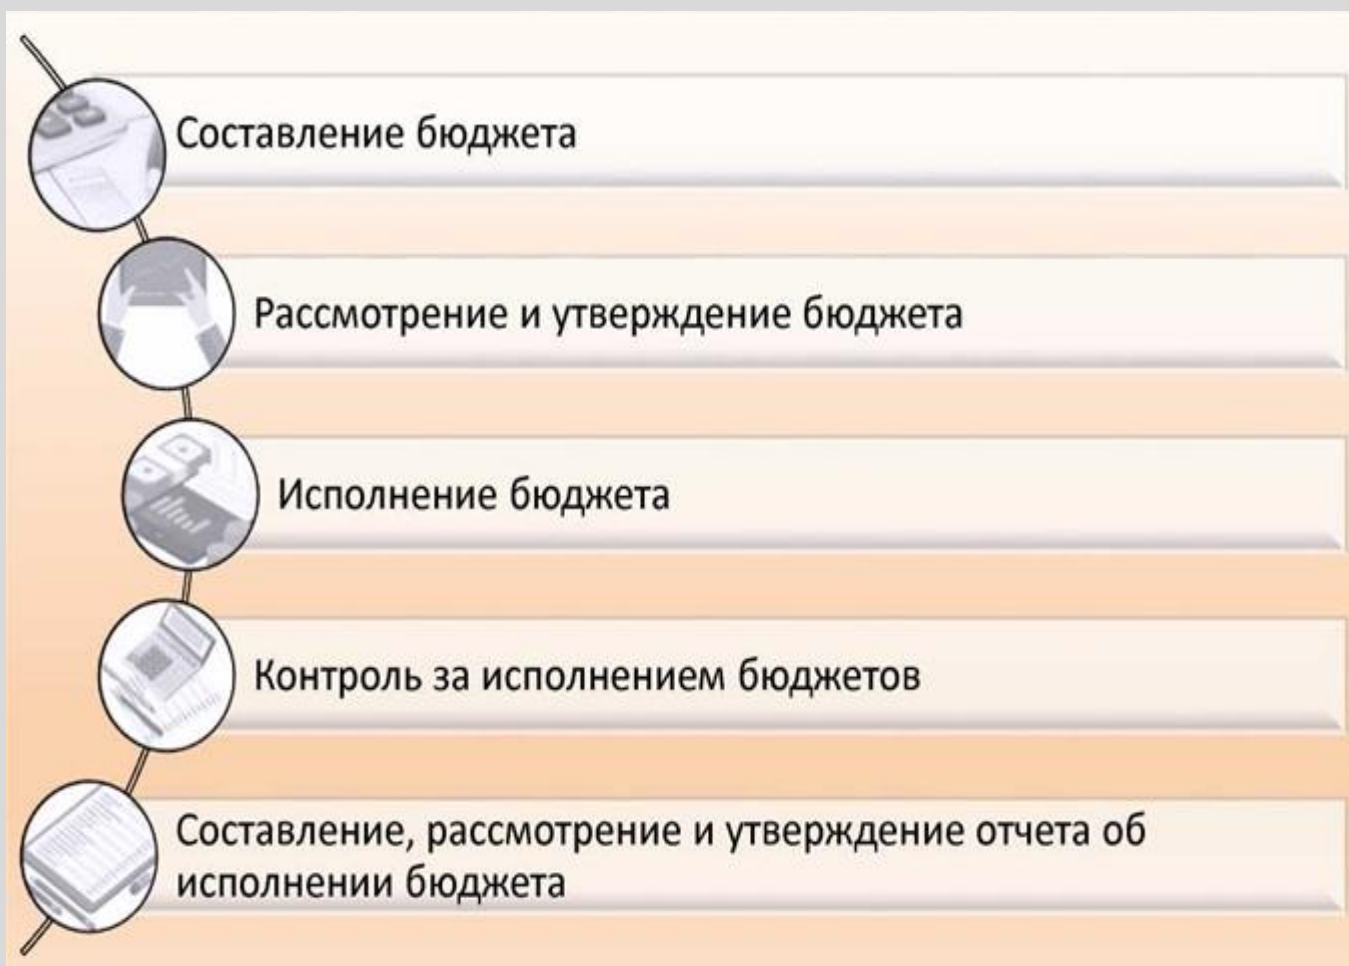 Составление бюджета
Рассмотрение и утверждение бюджета
Исполнение бюджета
Контроль за исполнением бюджетов
Составление, рассмотрение и утверждение отчета об
исполнении бюджета